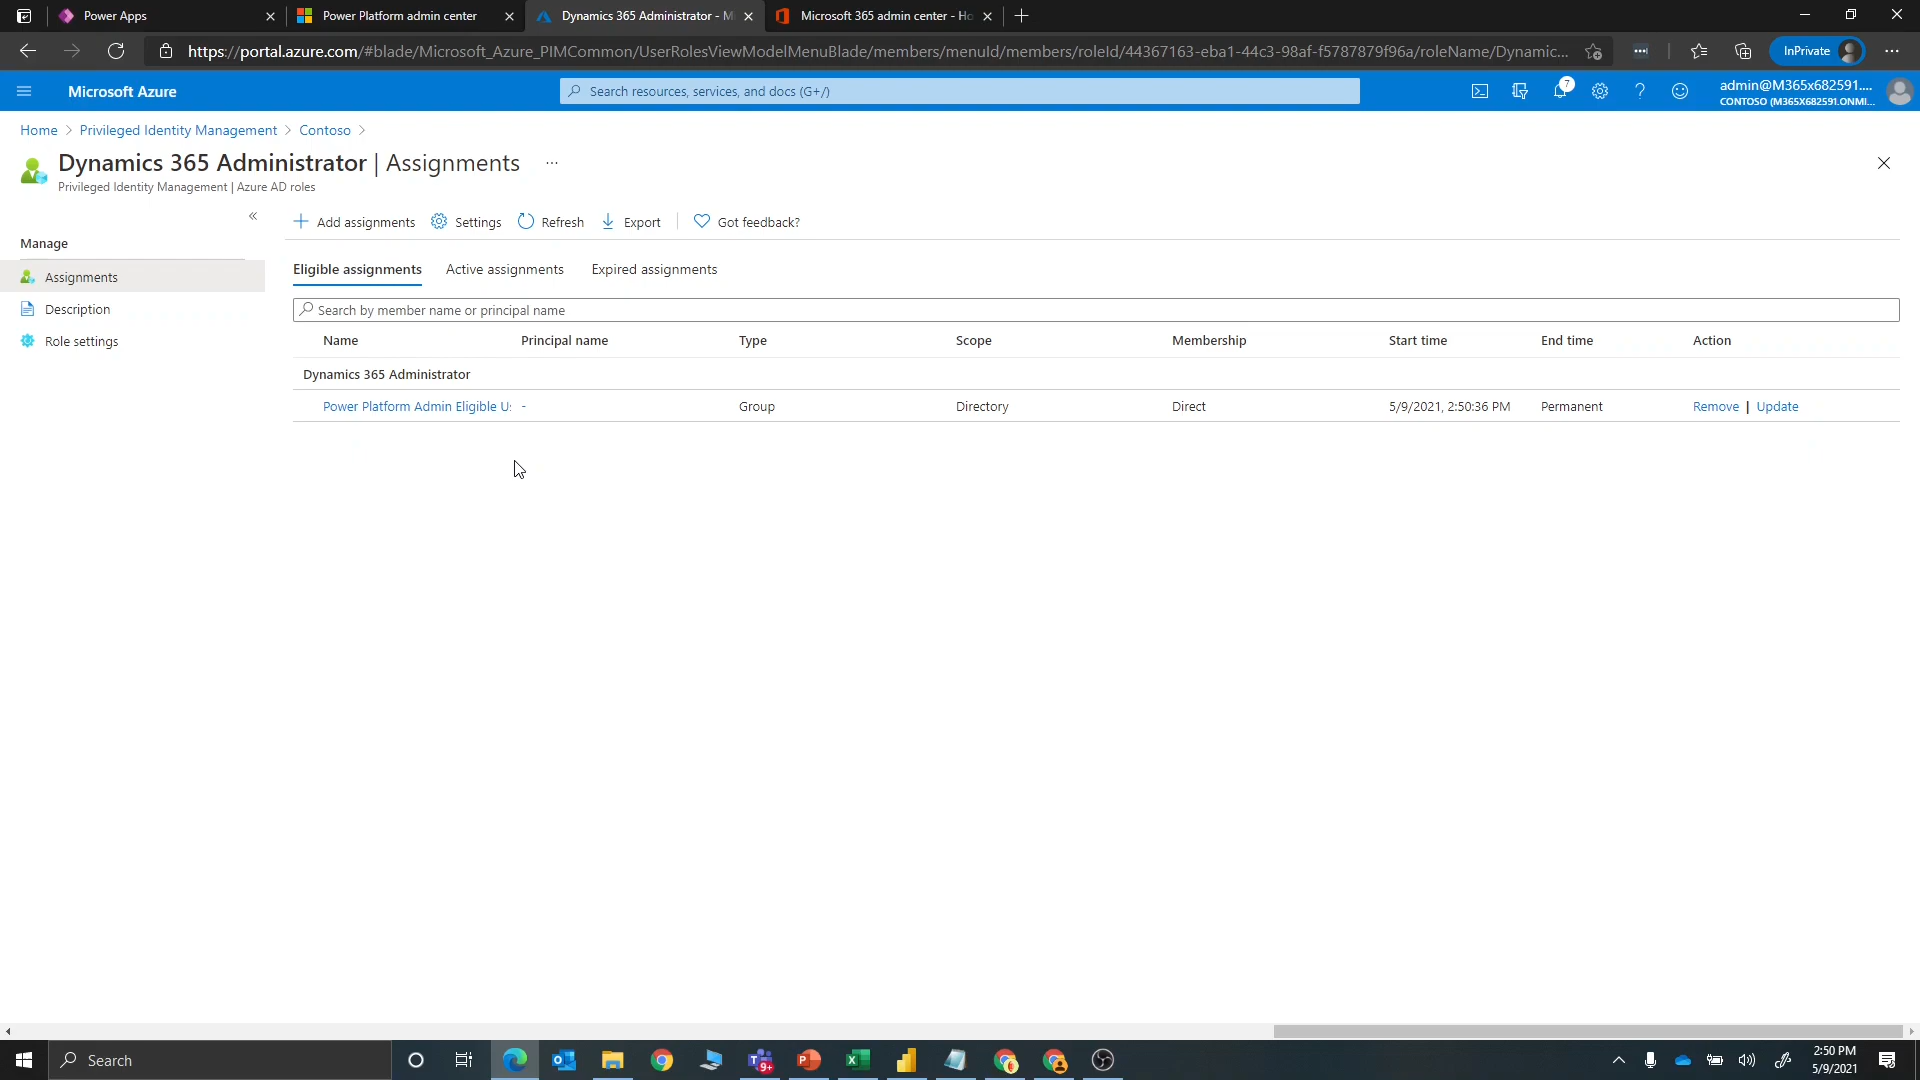 Power Apps
Power Platform admin center
Dynamics 365 Administrator - M
Microsoft 365 admin center - Ho
https://portal.azure.com/#blade/Microsoft_Azure_PIMCommon/UserRolesViewModelMenuBlade/members/menuId/members/roleId/44367163-eba1-44c3-98af-f5787879f96a/roleName/Dynamic...
InPrivate
Microsoft Azure
Search resources, services, and docs (G+/)
7
admin@M365x682591....
CONTOSO (M365X682591.ONMI...
Home > Privileged Identity Management > Contoso >
Dynamics 365 Administrator | Assignments ...
Privileged Identity Management | Azure AD roles
Manage
Assignments
Description
Role settings
Add assignments Settings Refresh Export Got feedback?
Eligible assignments Active assignments Expired assignments
Search by member name or principal name
Name Principal name Type Scope Membership Start time End time Action
Dynamics 365 Administrator
Power Platform Admin Eligible Us - Group Directory Direct 5/9/2021, 2:50:36 PM Permanent Remove | Update
Search
9+
2:50 PM
5/9/2021